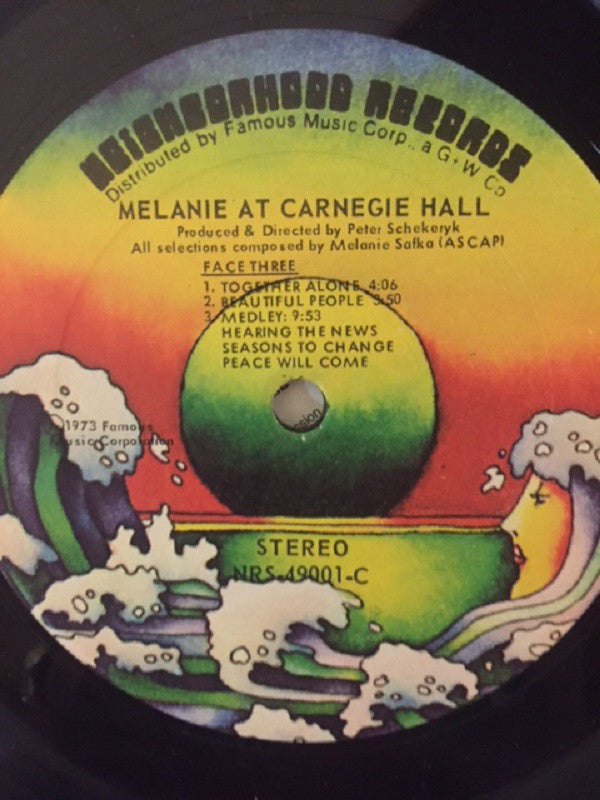 NEIGHBORHOOD RECORDS
Distributed by Famous Music Corp., a G+W Co
MELANIE AT CARNEGIE HALL
Produced & Directed by Peter Schekeryk
All selections composed by Melanie Safka (ASCAP)
FACE THREE
1. TOGETHER ALONE 4:06
2. BEAUTIFUL PEOPLE 3:50
3. MEDLEY: 9:53
HEARING THE NEWS
SEASONS TO CHANGE
PEACE WILL COME
ssion
1973 Famous
Music Corporation
STEREO
NRS-49001-C